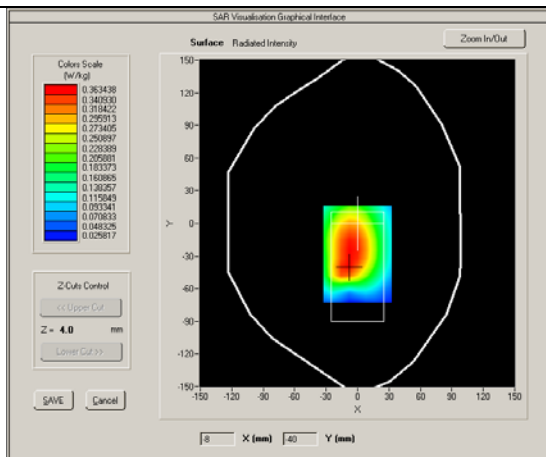 SAR Visualisation Graphical Interface
Surface Radiated Intensity
Zoom In/Out
Colors Scale
(W/kg)
0.363438
0.340930
0.318422
0.295913
0.273405
0.250897
0.228389
0.205881
0.183373
0.160865
0.138357
0.115849
0.093341
0.070833
0.048325
0.025817
Z-Cuts Control
<< Upper Cut
Z = 4.0 mm
Lower Cut >>
SAVE
Cancel
150
120
90
60
30
0
-30
-60
-90
-120
-150
Y
-150 -120 -90 -60 -30 0 30 60 90 120 150
X
-8 X (mm) -40 Y (mm)